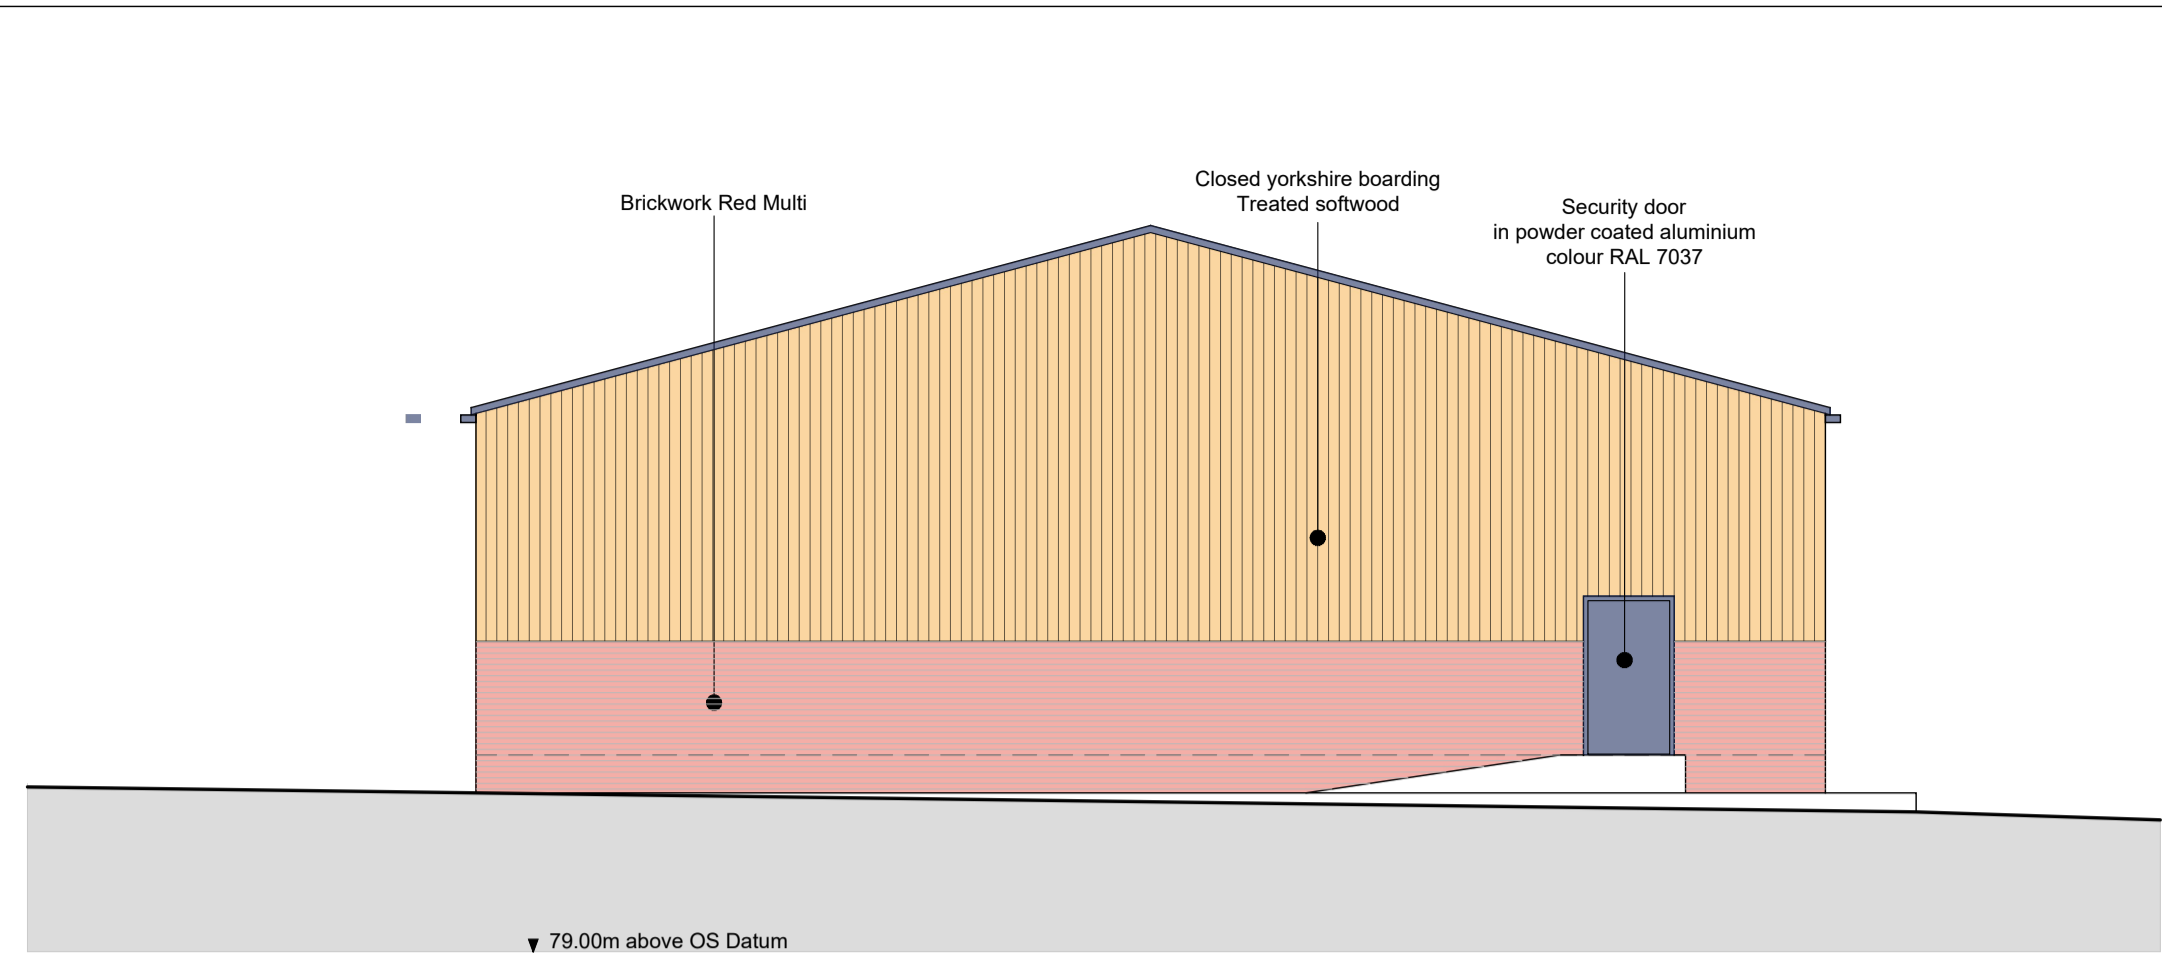 Brickwork Red Multi
Closed yorkshire boarding
Treated softwood
Security door
in powder coated aluminium
colour RAL 7037
79.00m above OS Datum